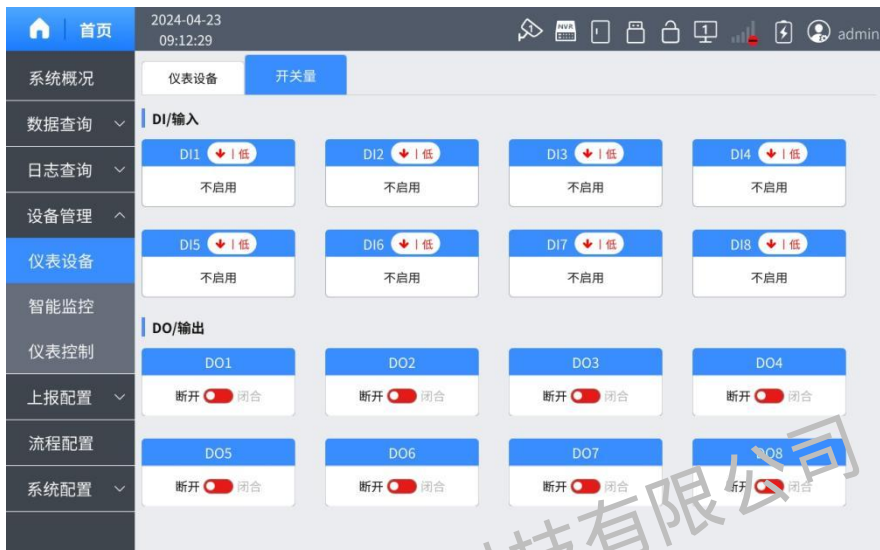 首页
2024-04-23
09:12:29
NVR
1
admin
系统概况
数据查询
日志查询
设备管理
仪表设备
智能监控
仪表控制
上报配置
流程配置
系统配置
仪表设备 开关量
DI/输入
DI1 低 DI2 低 DI3 低 DI4 低
不启用 不启用 不启用 不启用
DI5 低 DI6 低 DI7 低 DI8 低
不启用 不启用 不启用 不启用
DO/输出
DO1 DO2 DO3 DO4
断开 闭合 断开 闭合 断开 闭合 断开 闭合
DO5 DO6 DO7 DO8
断开 闭合 断开 闭合 断开 闭合 断开 闭合
技有限公司